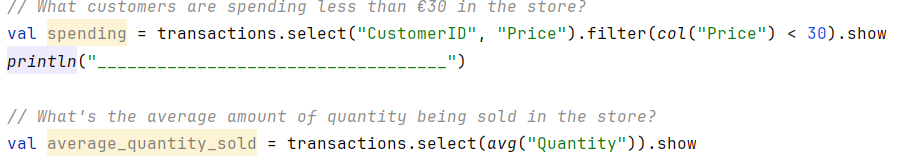 // What customers are spending less than €30 in the store?
val spending = transactions.select("CustomerID", "Price").filter(col("Price") < 30).show
println("___________________________________")
// What's the average amount of quantity being sold in the store?
val average_quantity_sold = transactions.select(avg("Quantity")).show